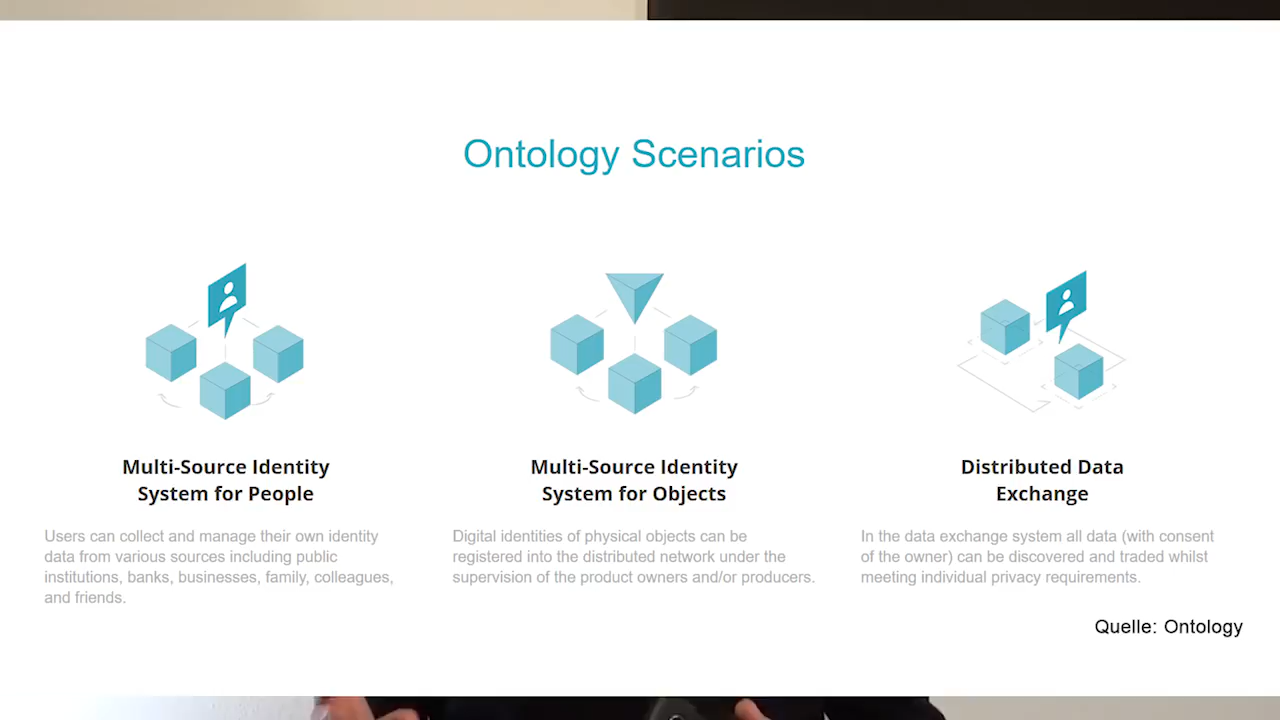 Ontology Scenarios
Multi-Source Identity
System for People
Users can collect and manage their own identity
data from various sources including public
institutions, banks, businesses, family, colleagues,
and friends.
Multi-Source Identity
System for Objects
Digital identities of physical objects can be
registered into the distributed network under the
supervision of the product owners and/or producers.
Distributed Data
Exchange
In the data exchange system all data (with consent
of the owner) can be discovered and traded whilst
meeting individual privacy requirements.
Quelle: Ontology